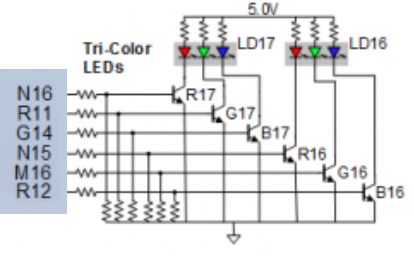 5.0V
LD17
LD16
Tri-Color
LEDs
N16
R17
R11
G17
G14
B17
N15
R16
M16
G16
R12
B16